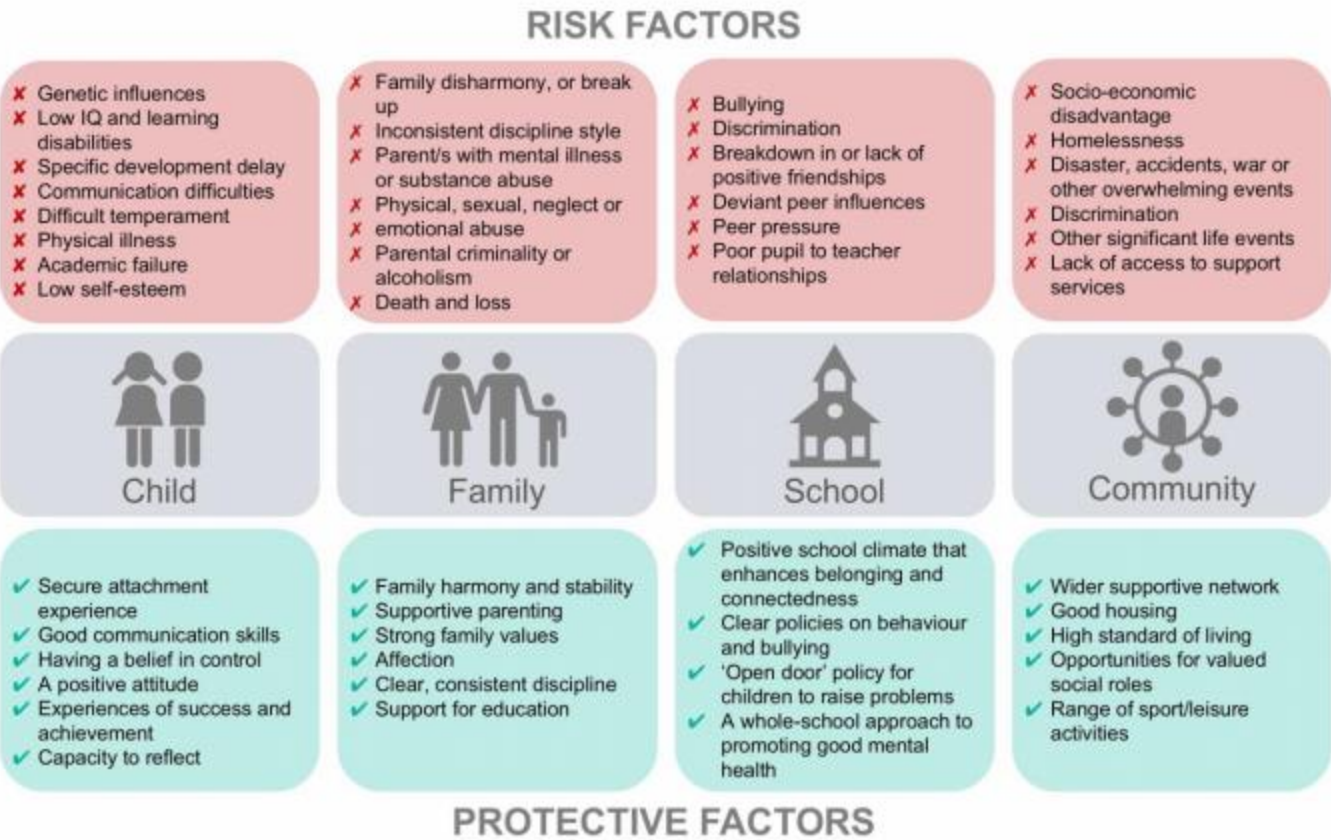 RISK FACTORS
✗ Genetic influences
✗ Low IQ and learning
disabilities
✗ Specific development delay
✗ Communication difficulties
✗ Difficult temperament
✗ Physical illness
✗ Academic failure
✗ Low self-esteem
✗ Family disharmony, or break
up
✗ Inconsistent discipline style
✗ Parent/s with mental illness
or substance abuse
✗ Physical, sexual, neglect or
✗ emotional abuse
✗ Parental criminality or
alcoholism
✗ Death and loss
✗ Bullying
✗ Discrimination
✗ Breakdown in or lack of
positive friendships
✗ Deviant peer influences
✗ Peer pressure
✗ Poor pupil to teacher
relationships
✗ Socio-economic
disadvantage
✗ Homelessness
✗ Disaster, accidents, war or
other overwhelming events
✗ Discrimination
✗ Other significant life events
✗ Lack of access to support
services
Child
Family
School
Community
✔ Secure attachment
experience
✔ Good communication skills
✔ Having a belief in control
✔ A positive attitude
✔ Experiences of success and
achievement
✔ Capacity to reflect
✔ Family harmony and stability
✔ Supportive parenting
✔ Strong family values
✔ Affection
✔ Clear, consistent discipline
✔ Support for education
✔ Positive school climate that
enhances belonging and
connectedness
✔ Clear policies on behaviour
and bullying
✔ ‘Open door’ policy for
children to raise problems
✔ A whole-school approach to
promoting good mental
health
✔ Wider supportive network
✔ Good housing
✔ High standard of living
✔ Opportunities for valued
social roles
✔ Range of sport/leisure
activities
PROTECTIVE FACTORS